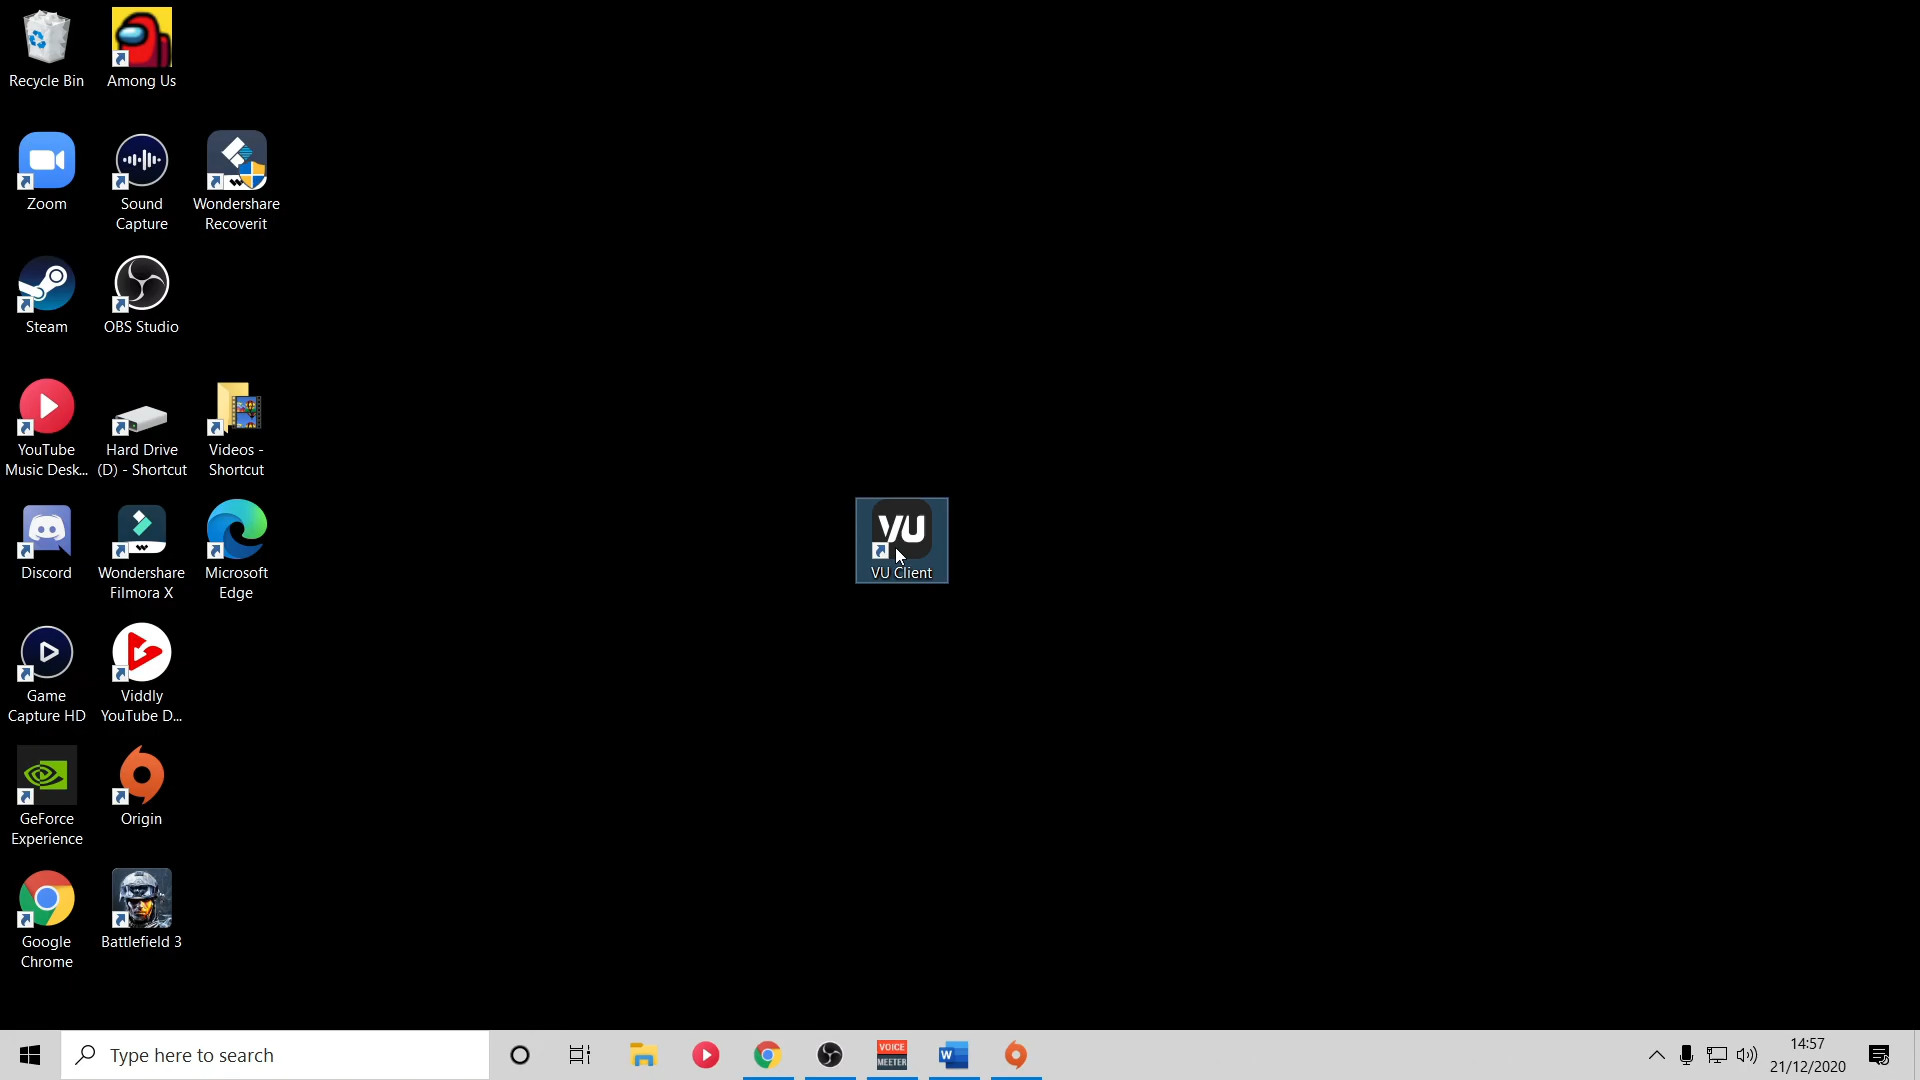 Recycle Bin
Among Us
Zoom
Sound
Capture
Wondershare
Recoverit
Steam
OBS Studio
YouTube
Music Desk...
Hard Drive
(D) - Shortcut
Videos -
Shortcut
Discord
Wondershare
Filmora X
Microsoft
Edge
VU
VU Client
Game
Capture HD
Viddly
YouTube D...
GeForce
Experience
Origin
Google
Chrome
Battlefield 3
Type here to search
VOICE
MEETER
W
14:57
21/12/2020